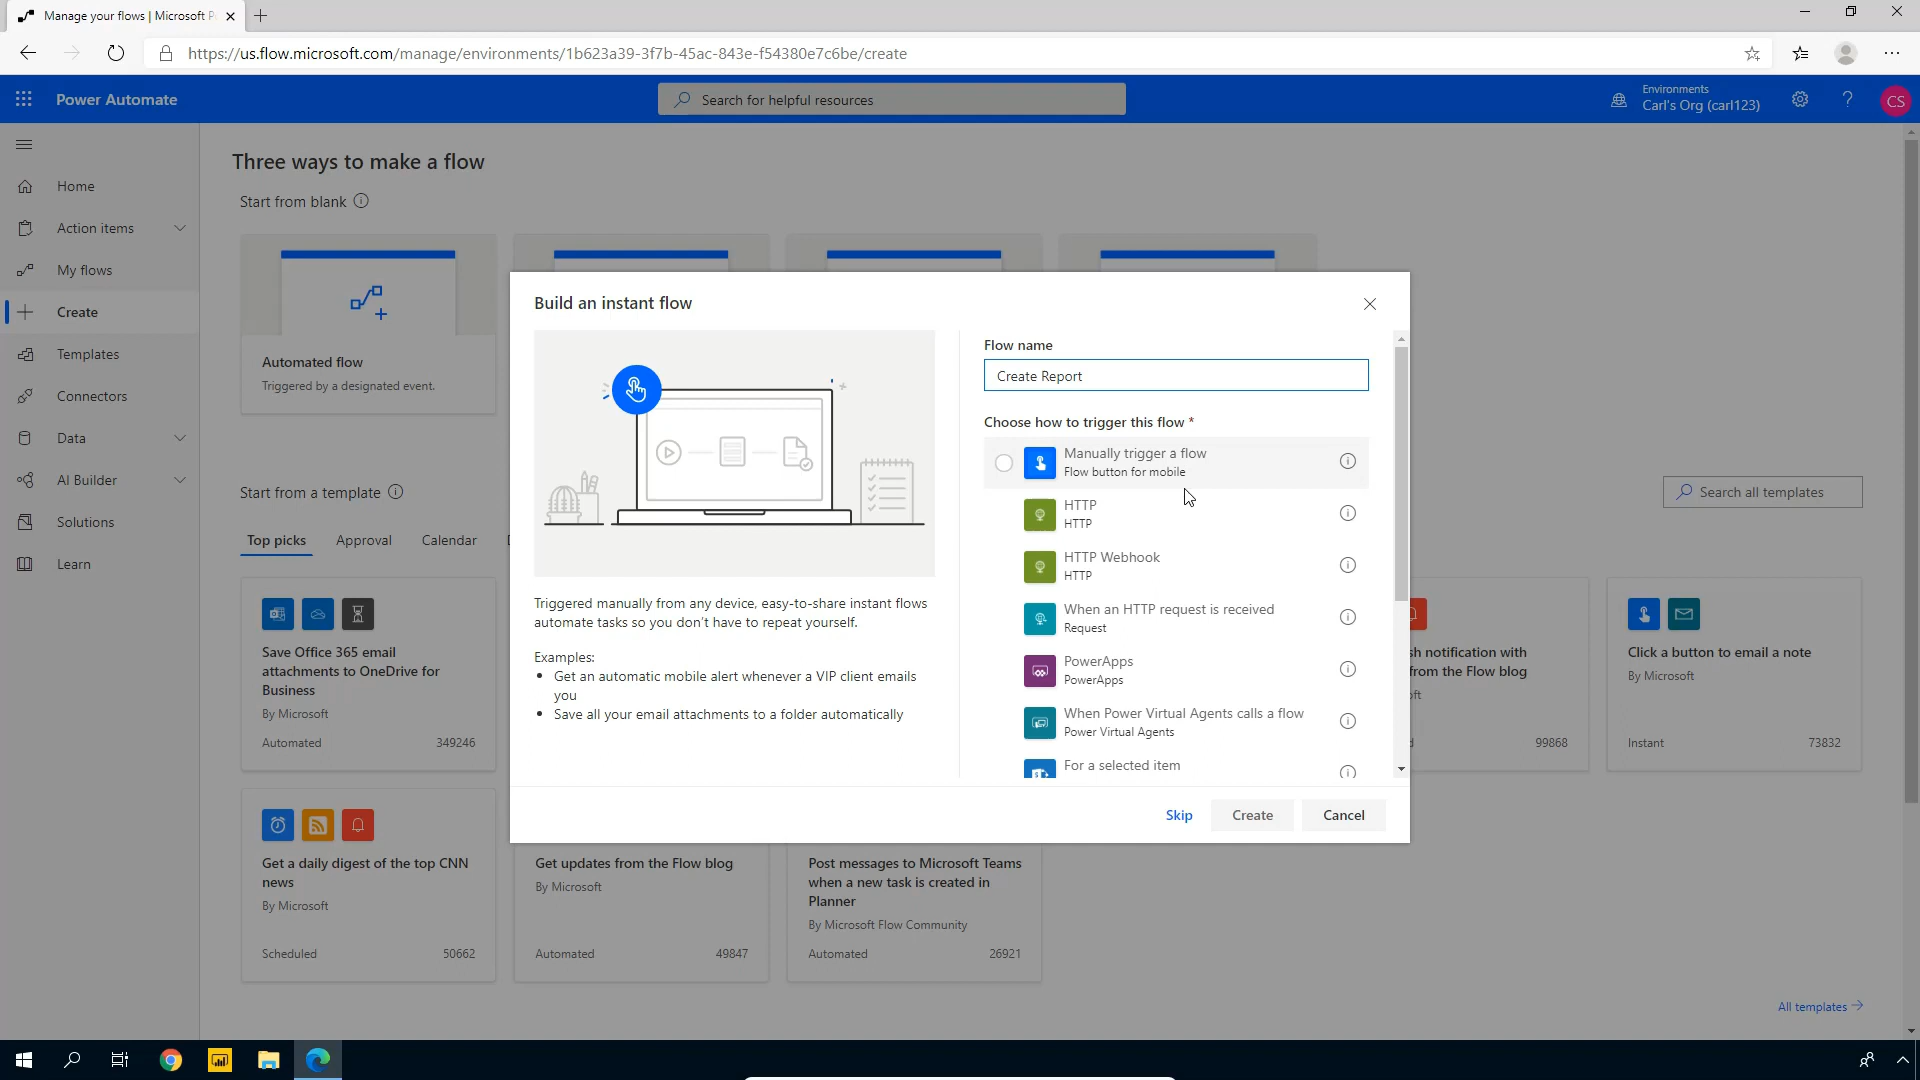 Manage your flows | Microsoft P
https://us.flow.microsoft.com/manage/environments/1b623a39-3f7b-45ac-843e-f54380e7c6be/create
Power Automate
Search for helpful resources
Environments
Carl's Org (carl123)
?
CS
Home
Action items
My flows
Create
Templates
Connectors
Data
AI Builder
Solutions
Learn
Three ways to make a flow
Start from blank
Automated flow
Triggered by a designated event.
Start from a template
Search all templates
Top picks
Approval
Calendar
Save Office 365 email
attachments to OneDrive for
Business
By Microsoft
Automated 349246
Build an instant flow
Triggered manually from any device, easy-to-share instant flows
automate tasks so you don't have to repeat yourself.
Examples:
• Get an automatic mobile alert whenever a VIP client emails
you
• Save all your email attachments to a folder automatically
Flow name
Create Report
Choose how to trigger this flow *
Manually trigger a flow
Flow button for mobile
HTTP
HTTP
HTTP Webhook
HTTP
When an HTTP request is received
Request
PowerApps
PowerApps
When Power Virtual Agents calls a flow
Power Virtual Agents
For a selected item
Skip
Create
Cancel
sh notification with
from the Flow blog
99868
Click a button to email a note
By Microsoft
Instant 73832
Get a daily digest of the top CNN
news
By Microsoft
Scheduled 50662
Get updates from the Flow blog
By Microsoft
Automated 49847
Post messages to Microsoft Teams
when a new task is created in
Planner
By Microsoft Flow Community
Automated 26921
All templates